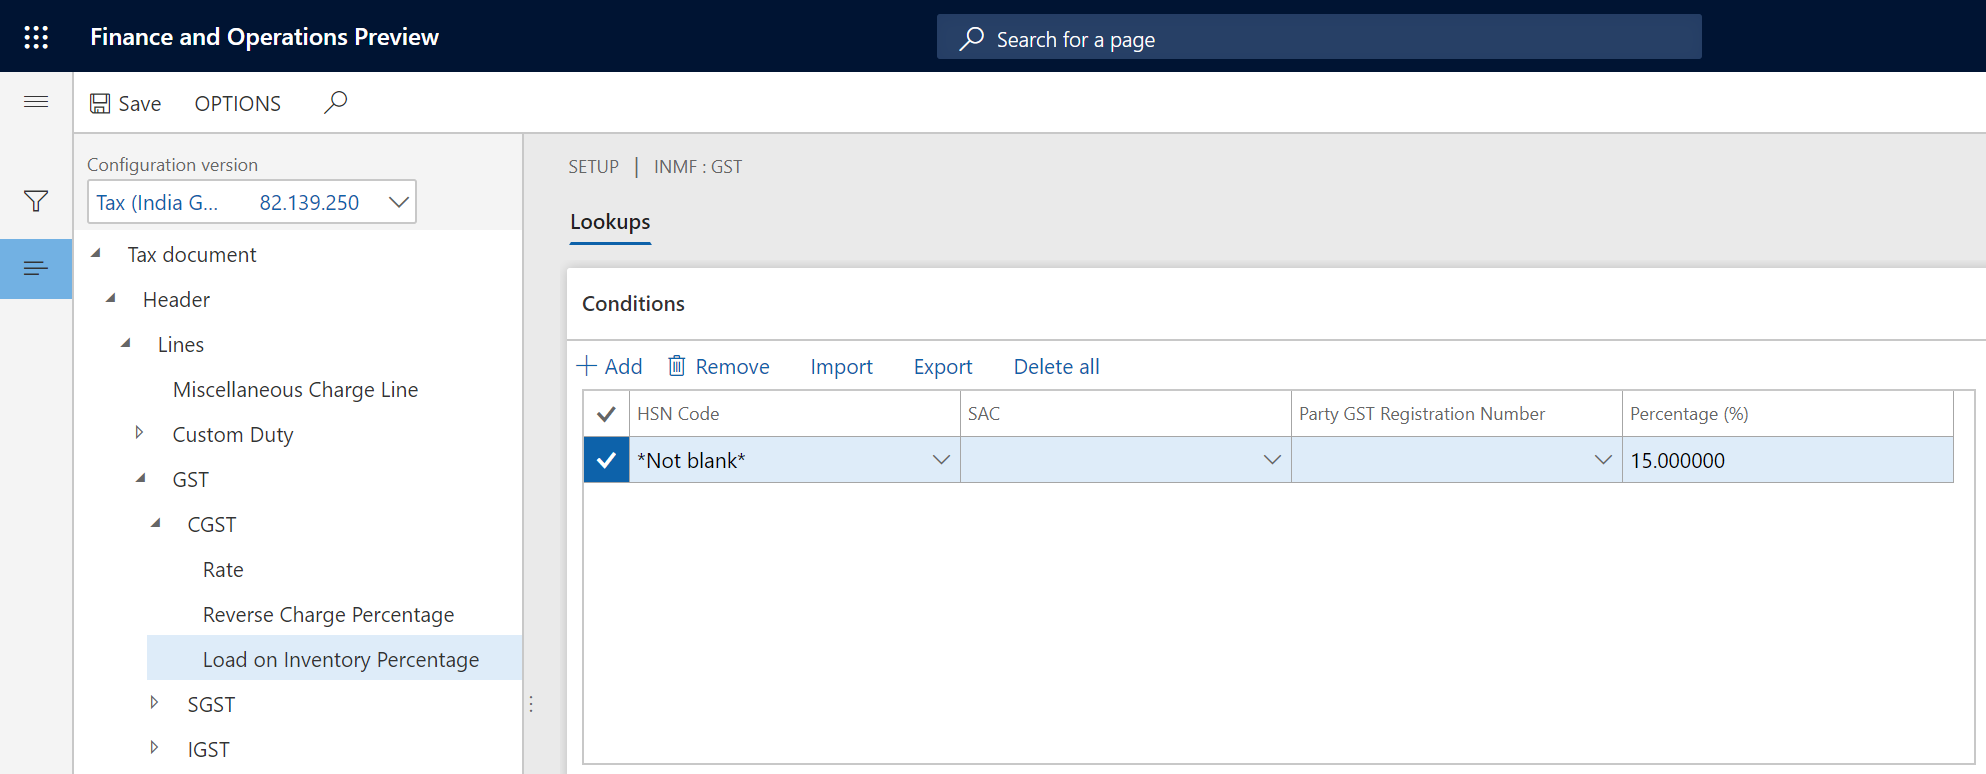 Finance and Operations Preview
Search for a page
Save OPTIONS
Configuration version
Tax (India G... 82.139.250
Tax document
Header
Lines
Miscellaneous Charge Line
Custom Duty
GST
CGST
Rate
Reverse Charge Percentage
Load on Inventory Percentage
SGST
IGST
SETUP | INMF : GST
Lookups
Conditions
Add Remove Import Export Delete all
HSN Code SAC Party GST Registration Number Percentage (%)
*Not blank* 15.000000